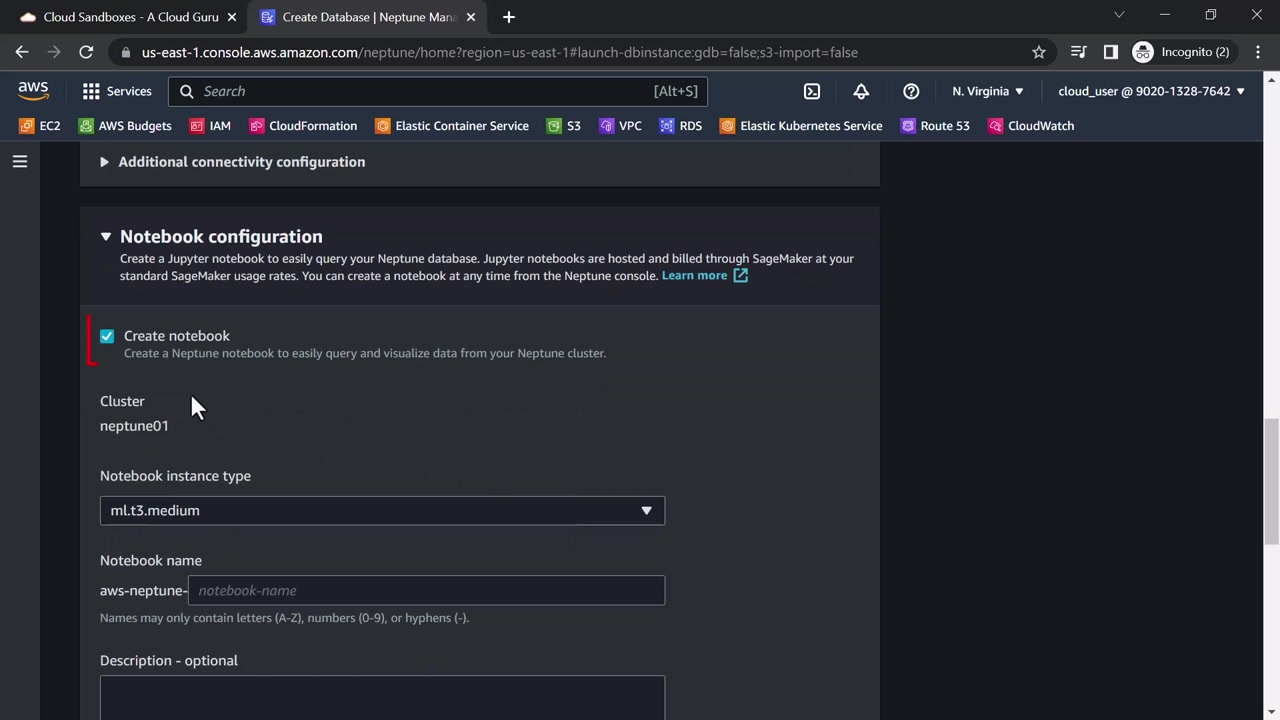 Cloud Sandboxes - A Cloud Guru
Create Database | Neptune Mana
us-east-1.console.aws.amazon.com/neptune/home?region=us-east-1#launch-dbinstance:gdb=false;s3-import=false
Incognito (2)
aws
Services
Search
[Alt+S]
N. Virginia
cloud_user @ 9020-1328-7642
EC2
AWS Budgets
IAM
CloudFormation
Elastic Container Service
S3
VPC
RDS
Elastic Kubernetes Service
Route 53
CloudWatch
Additional connectivity configuration
Notebook configuration
Create a Jupyter notebook to easily query your Neptune database. Jupyter notebooks are hosted and billed through SageMaker at your
standard SageMaker usage rates. You can create a notebook at any time from the Neptune console. Learn more
Create notebook
Create a Neptune notebook to easily query and visualize data from your Neptune cluster.
Cluster
neptune01
Notebook instance type
ml.t3.medium
Notebook name
aws-neptune- notebook-name
Names may only contain letters (A-Z), numbers (0-9), or hyphens (-).
Description - optional